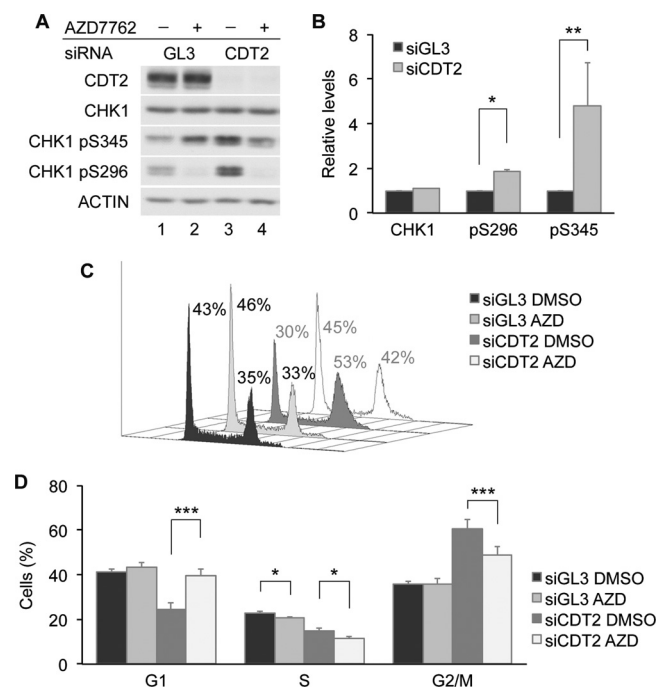 A
AZD7762 – + – +
siRNA GL3 CDT2
CDT2
CHK1
CHK1 pS345
CHK1 pS296
ACTIN
1 2 3 4
B
siGL3
siCDT2
Relative levels
8
6
4
2
0
*
**
CHK1 pS296 pS345
C
43% 46% 30% 45%
35% 33% 53% 42%
siGL3 DMSO
siGL3 AZD
siCDT2 DMSO
siCDT2 AZD
D
Cells (%)
80
60
40
20
0
***
*
*
***
G1 S G2/M
siGL3 DMSO
siGL3 AZD
siCDT2 DMSO
siCDT2 AZD